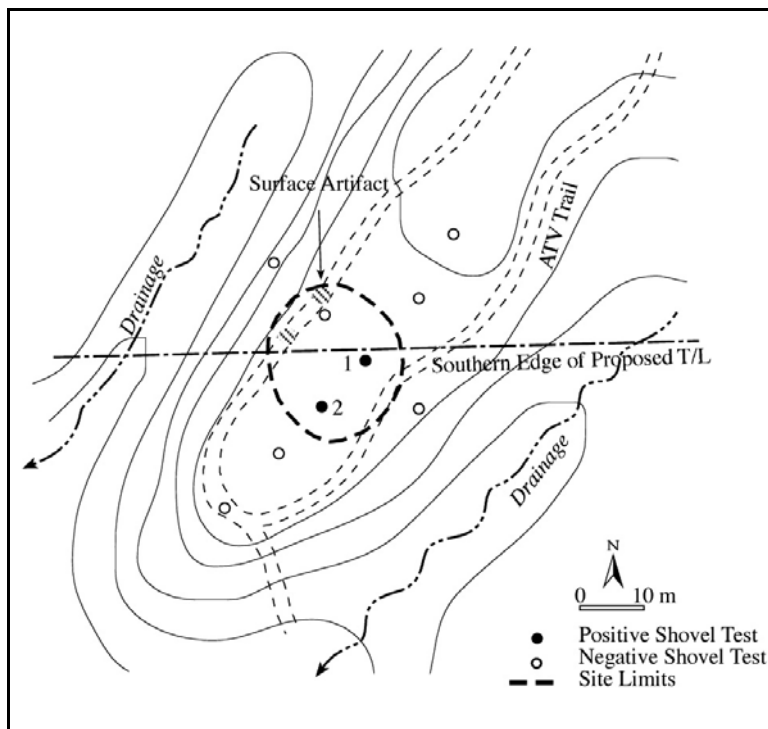 Surface Artifact
ATV Trail
Drainage
1
Southern Edge of Proposed T/L
2
Drainage
N
0 10 m
Positive Shovel Test
Negative Shovel Test
Site Limits